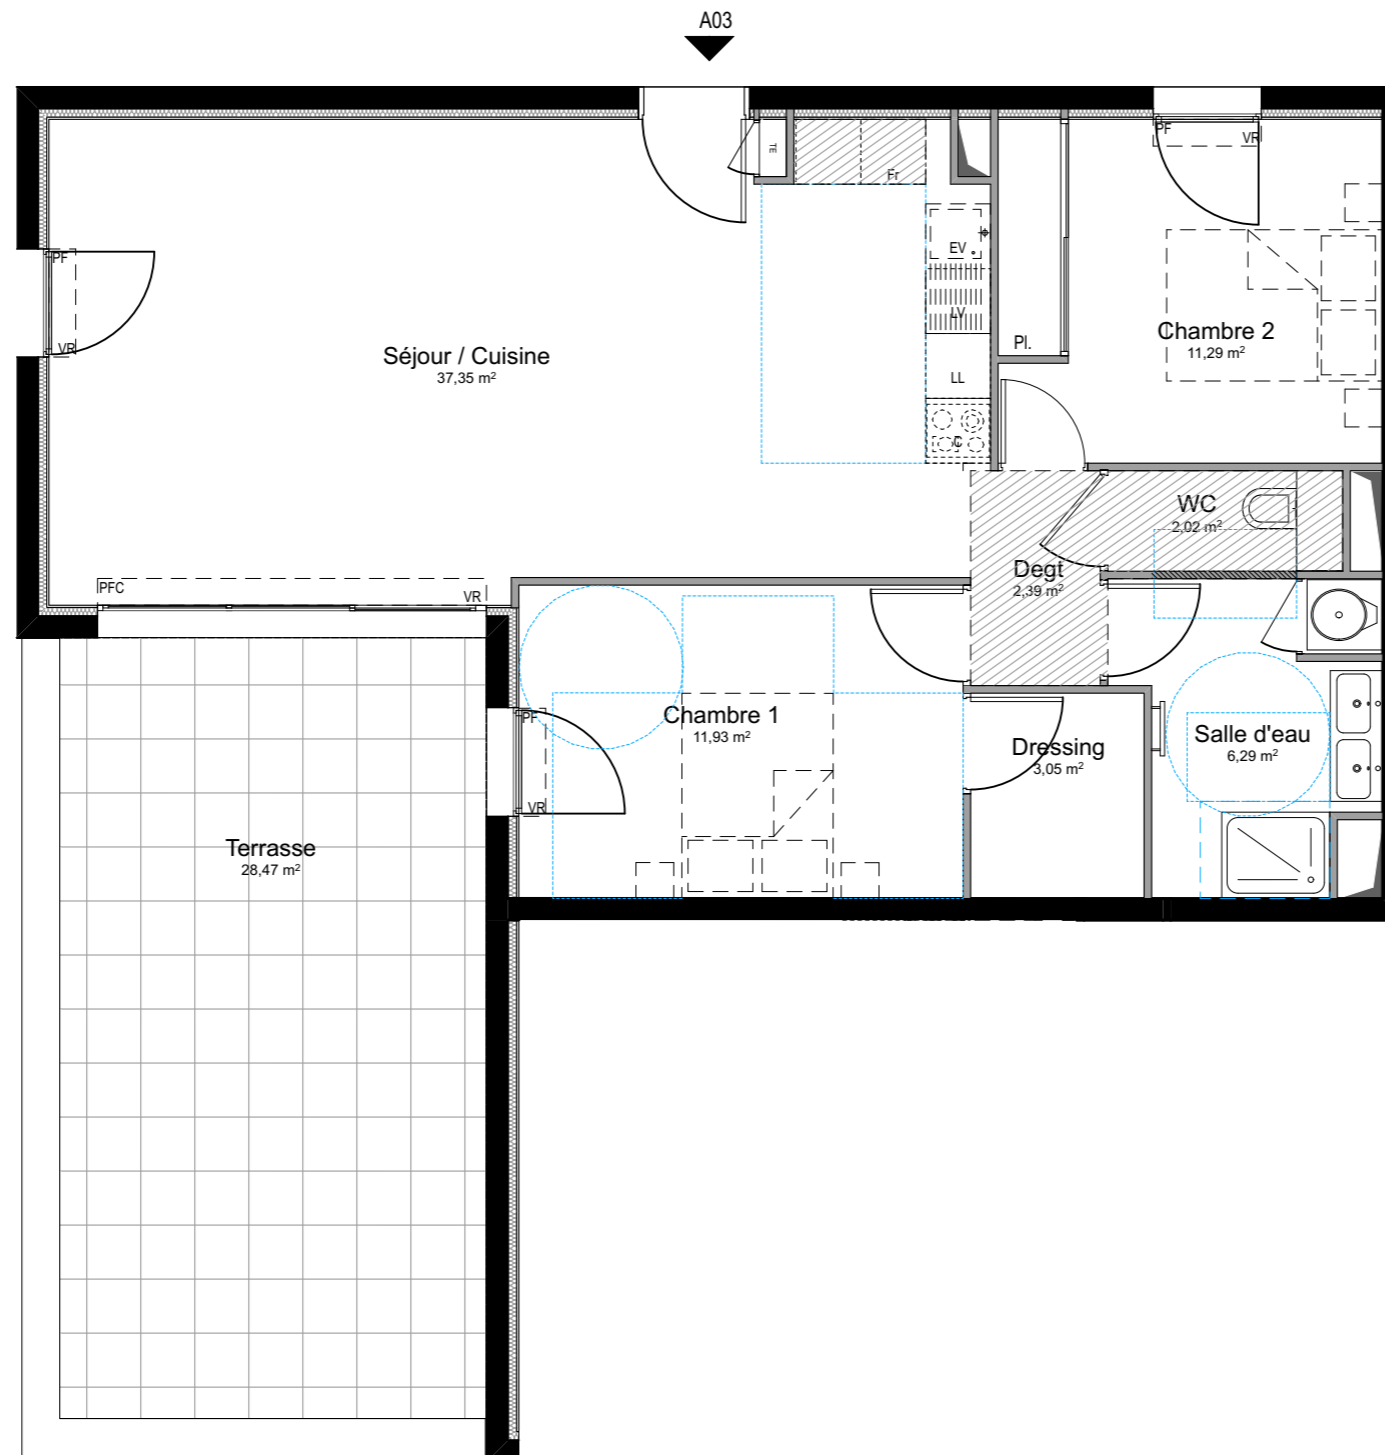 A03
TE
Fr
PF
VR
EV
PF
VR
LV
Pl.
Chambre 2
11,29 m²
Séjour / Cuisine
37,35 m²
LL
C
WC
2,02 m²
Degt
2,39 m²
PFC
VR
Chambre 1
11,93 m²
PF
VR
Dressing
3,05 m²
Salle d'eau
6,29 m²
Terrasse
28,47 m²